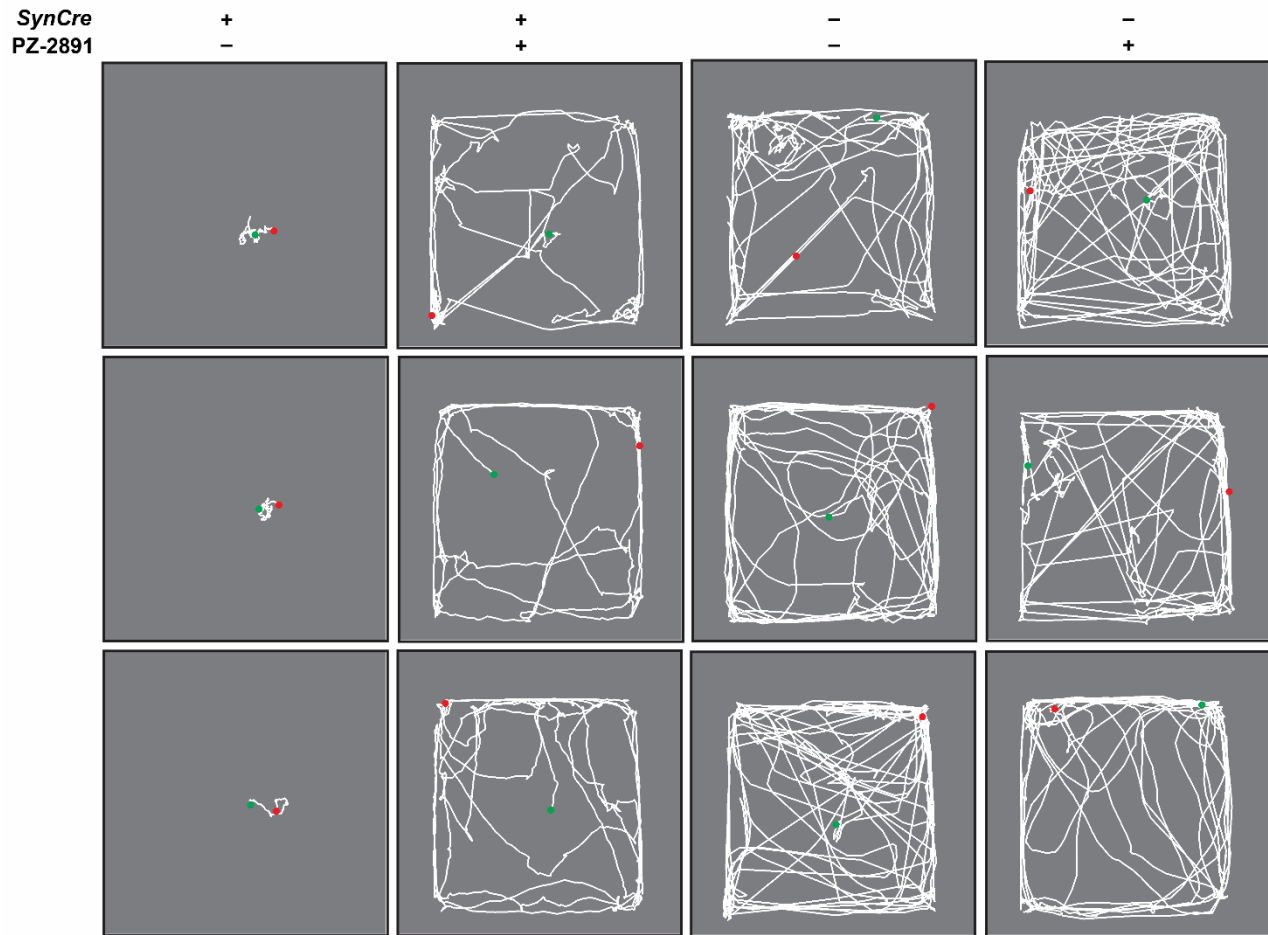 SynCre + + – –
PZ-2891 – + – +